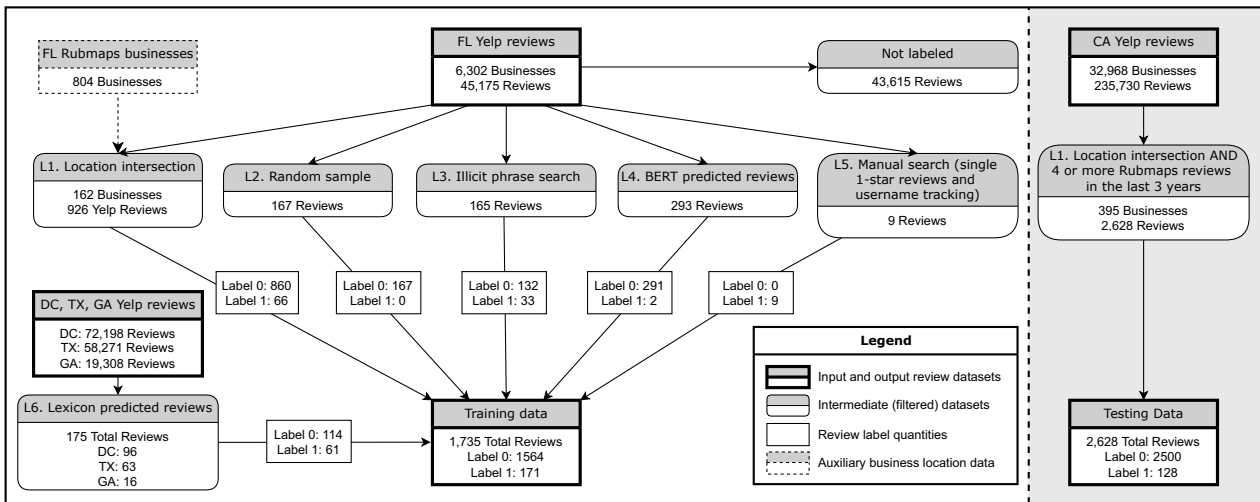 FL Rubmaps businesses
804 Businesses
FL Yelp reviews
6,302 Businesses
45,175 Reviews
Not labeled
43,615 Reviews
CA Yelp reviews
32,968 Businesses
235,730 Reviews
L1. Location intersection
162 Businesses
926 Yelp Reviews
L2. Random sample
167 Reviews
L3. Illicit phrase search
165 Reviews
L4. BERT predicted reviews
293 Reviews
L5. Manual search (single
1-star reviews and
username tracking)
9 Reviews
L1. Location intersection AND
4 or more Rubmaps reviews
in the last 3 years
395 Businesses
2,628 Reviews
Label 0: 860
Label 1: 66
Label 0: 167
Label 1: 0
Label 0: 132
Label 1: 33
Label 0: 291
Label 1: 2
Label 0: 0
Label 1: 9
DC, TX, GA Yelp reviews
DC: 72,198 Reviews
TX: 58,271 Reviews
GA: 19,308 Reviews
L6. Lexicon predicted reviews
175 Total Reviews
DC: 96
TX: 63
GA: 16
Label 0: 114
Label 1: 61
Training data
1,735 Total Reviews
Label 0: 1564
Label 1: 171
Legend
Input and output review datasets
Intermediate (filtered) datasets
Review label quantities
Auxiliary business location data
Testing Data
2,628 Total Reviews
Label 0: 2500
Label 1: 128